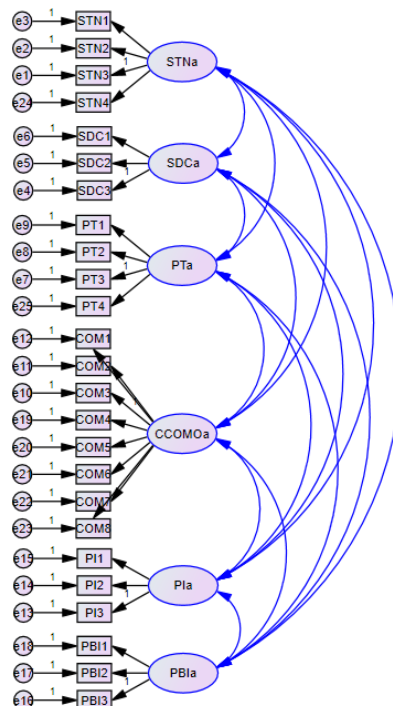 e3 1 STN1
e2 1 STN2
e1 1 STN3 1
e24 1 STN4
STNa
e6 1 SDC1
e5 1 SDC2
e4 1 SDC3 1
SDCa
e9 1 PT1
e8 1 PT2
e7 1 PT3 1
e25 1 PT4
PTa
e12 1 COM1
e11 1 COM2
e10 1 COM3 1
e19 1 COM4
e20 1 COM5
e21 1 COM6
e22 1 COM7
e23 1 COM8
CCOMOa
e15 1 PI1
e14 1 PI2
e13 1 PI3 1
PIa
e18 1 PBI1
e17 1 PBI2
e16 1 PBI3 1
PBIa